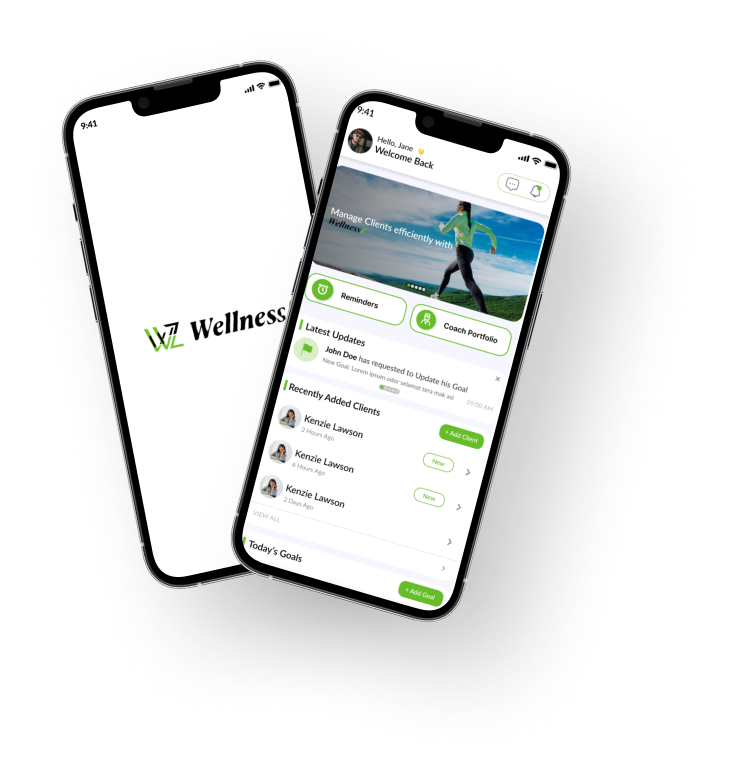 9:41
Wellness
9:41
Hello, Jane 👋
Welcome Back
Manage Clients efficiently with
Wellness
Reminders
Coach Portfolio
Latest Updates
John Doe has requested to Update his Goal
New Goal: Lorem ipsum odor selamat tera mak asi
09:00 AM
Recently Added Clients
+ Add Client
Kenzie Lawson
2 Hours Ago
New
Kenzie Lawson
6 Hours Ago
New
Kenzie Lawson
2 Days Ago
VIEW ALL
Today's Goals
+ Add Goal